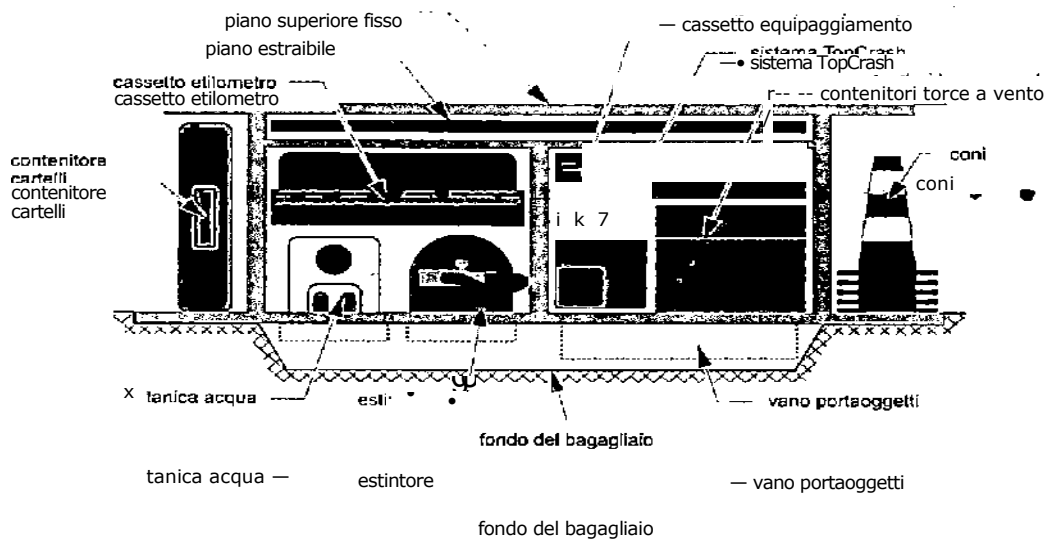 piano superiore fisso
— cassetto equipaggiamento
piano estraibile
sistema TopCrash
—• sistema TopCrash
cassetto etilometro
cassetto etilometro
r-- -- contenitori torce a vento
contenitore
cartelli
contenitore
cartelli
coni
coni
i k 7
x tanica acqua
esti
vano portaoggetti
fondo del bagagliaio
tanica acqua —
estintore
— vano portaoggetti
fondo del bagagliaio